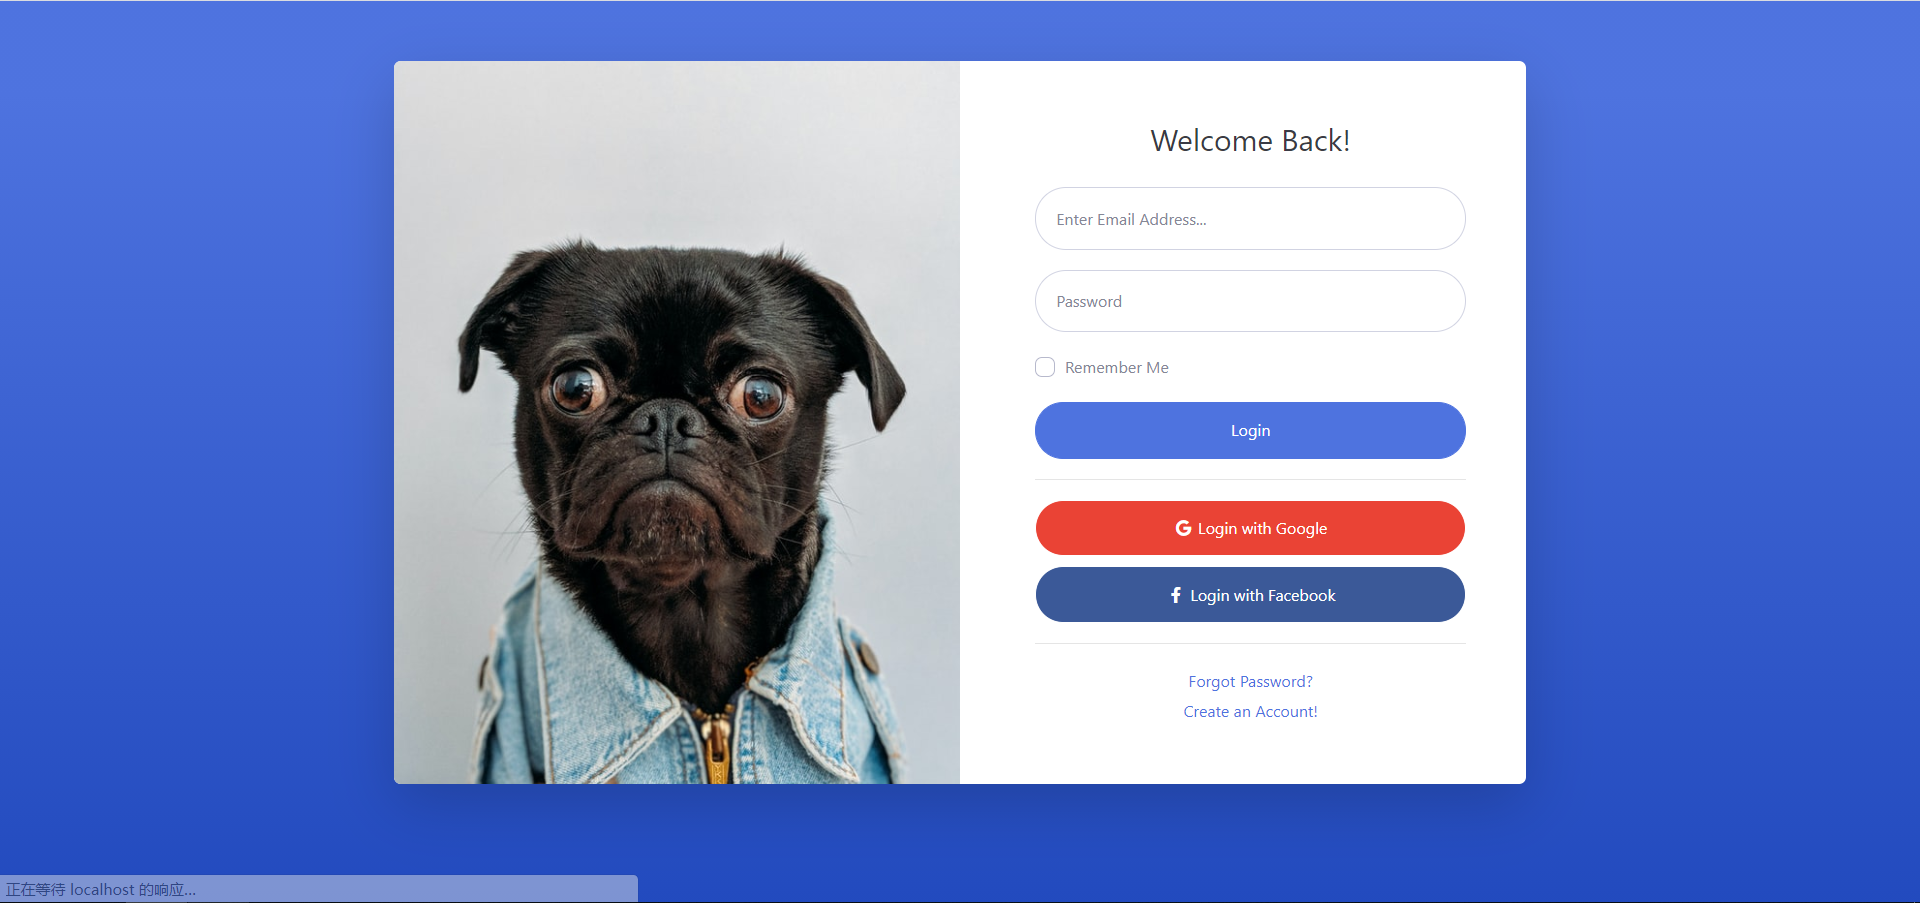 Welcome Back!
Enter Email Address...
Password
Remember Me
Login
Login with Google
Login with Facebook
Forgot Password?
Create an Account!
正在等待 localhost 的响应...